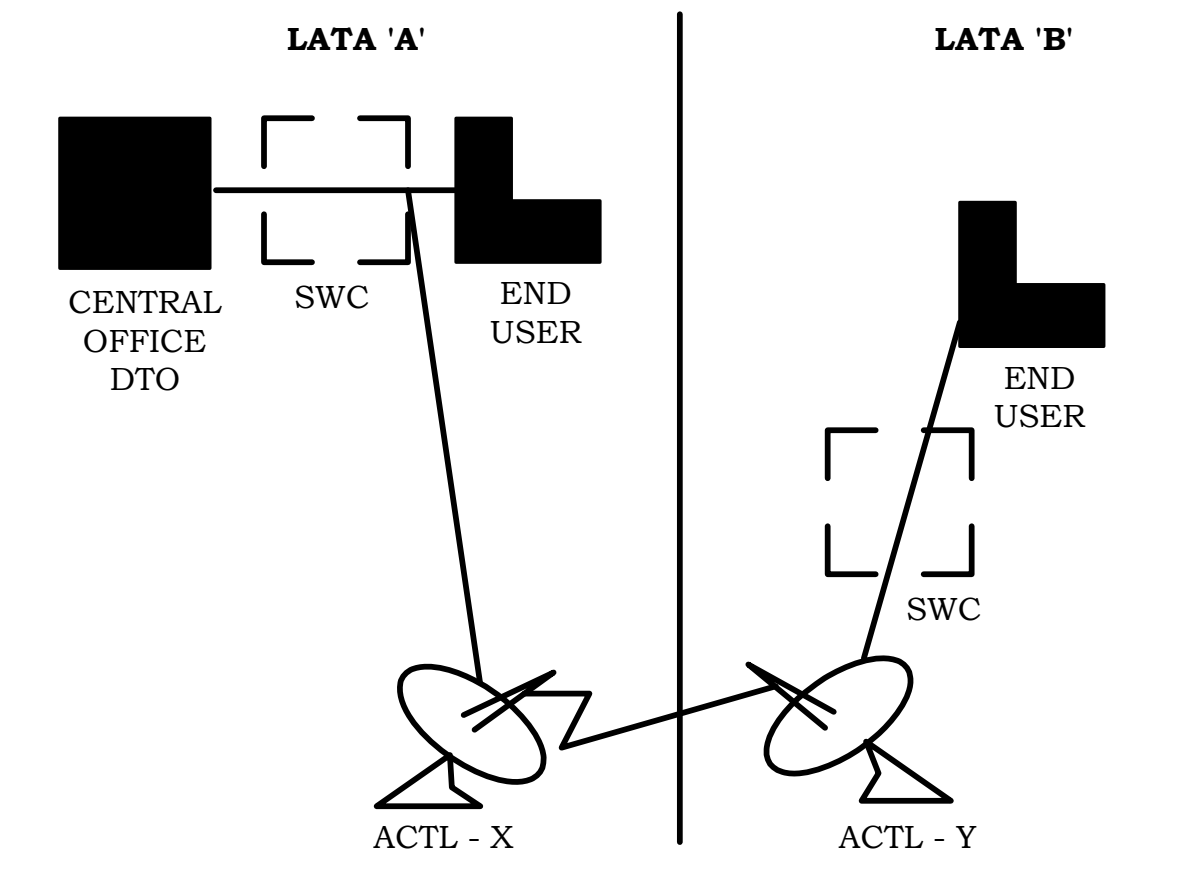 LATA 'A'
LATA 'B'
CENTRAL
OFFICE
DTO
SWC
END
USER
END
USER
SWC
ACTL - X
ACTL - Y